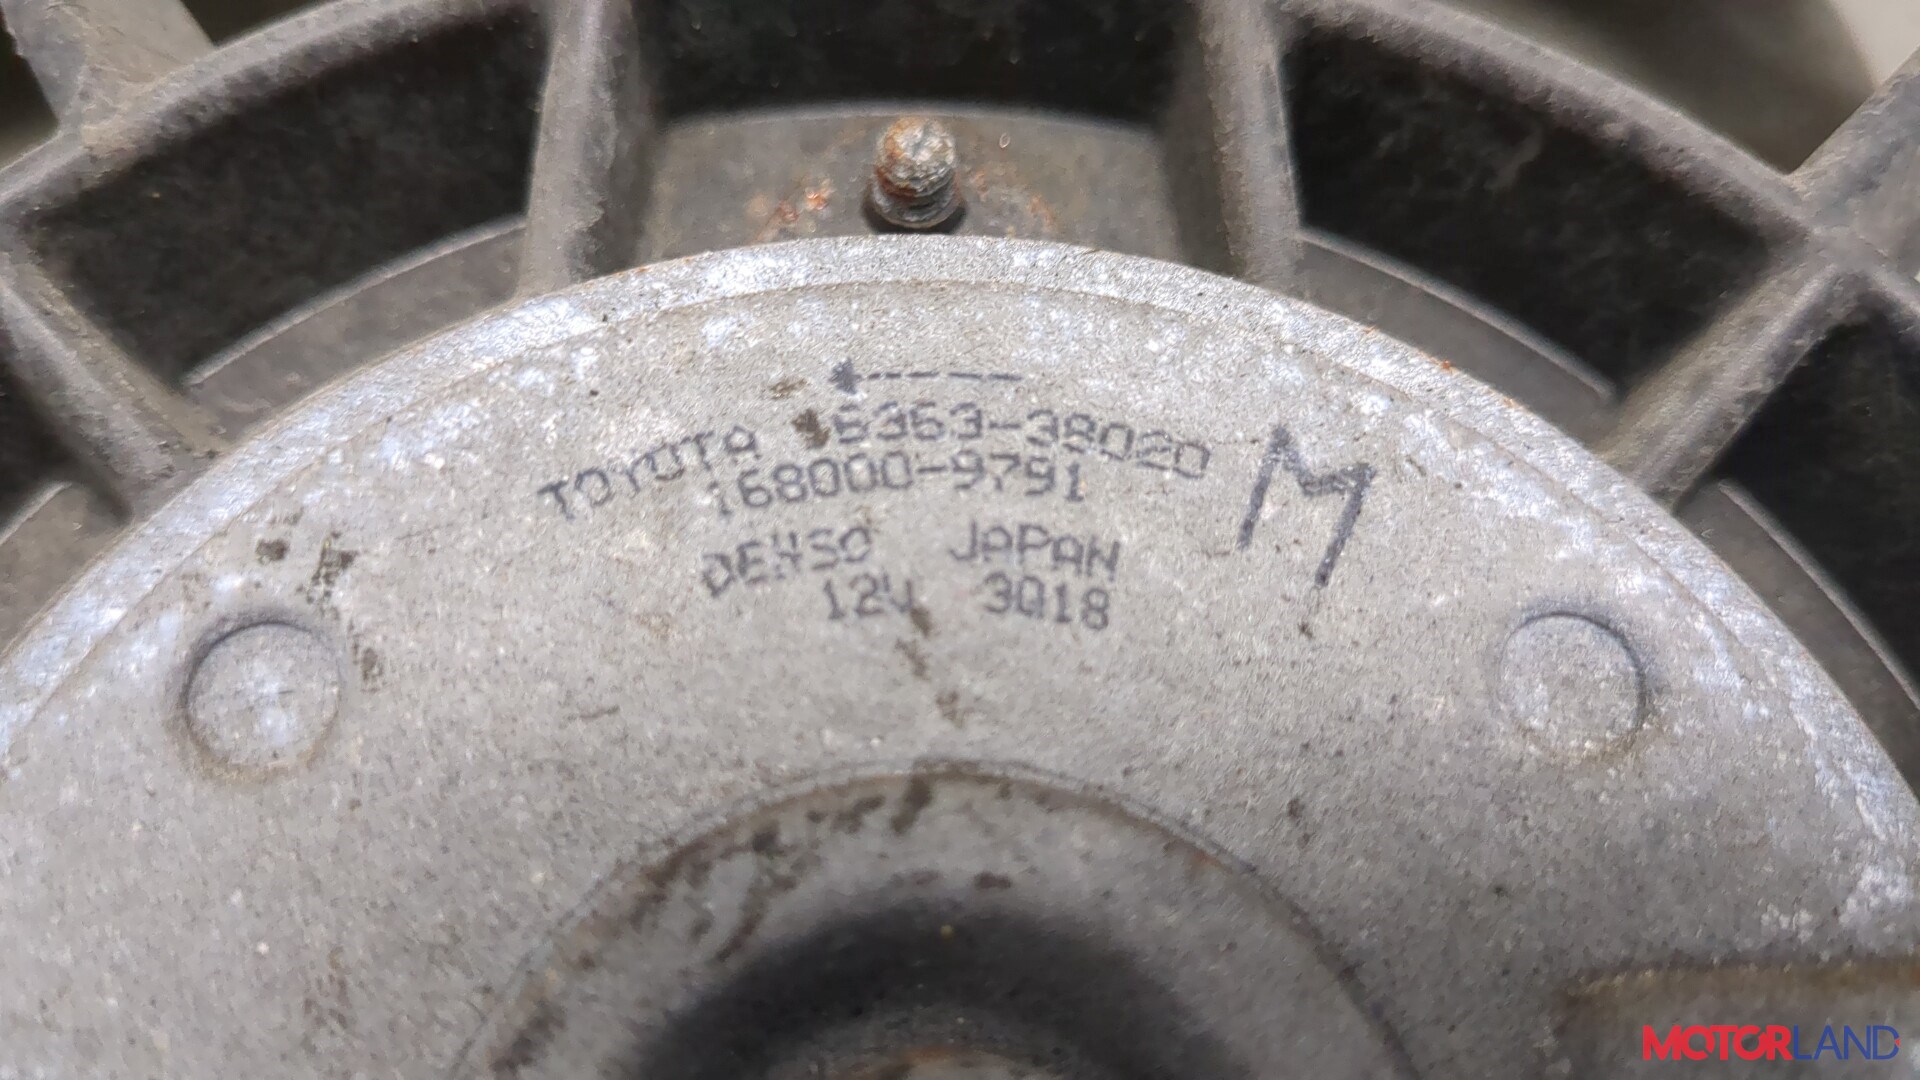 TOYOTA 16363-38020
168000-9791
M
DENSO JAPAN
12V 3Q18
MOTORLAND